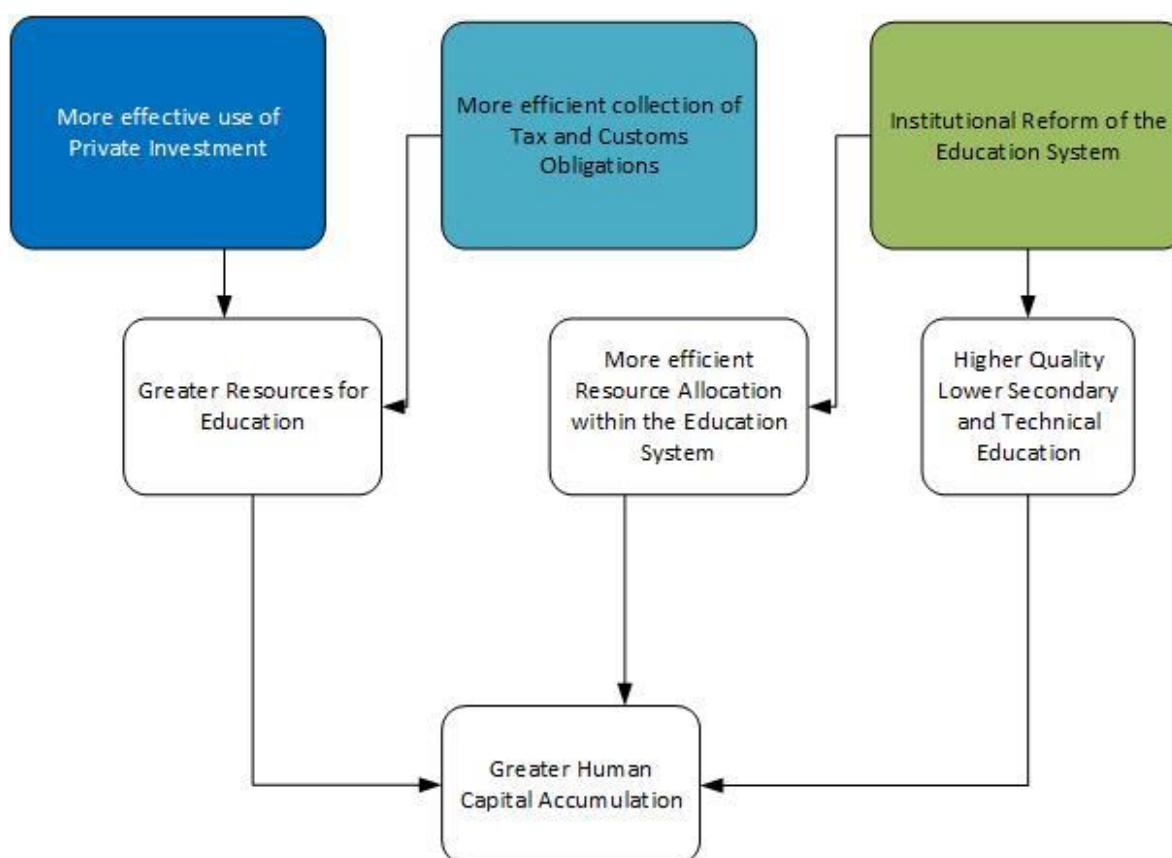 More effective use of
Private Investment
More efficient collection of
Tax and Customs
Obligations
Institutional Reform of the
Education System
Greater Resources for
Education
More efficient
Resource Allocation
within the Education
System
Higher Quality
Lower Secondary
and Technical
Education
Greater Human
Capital Accumulation